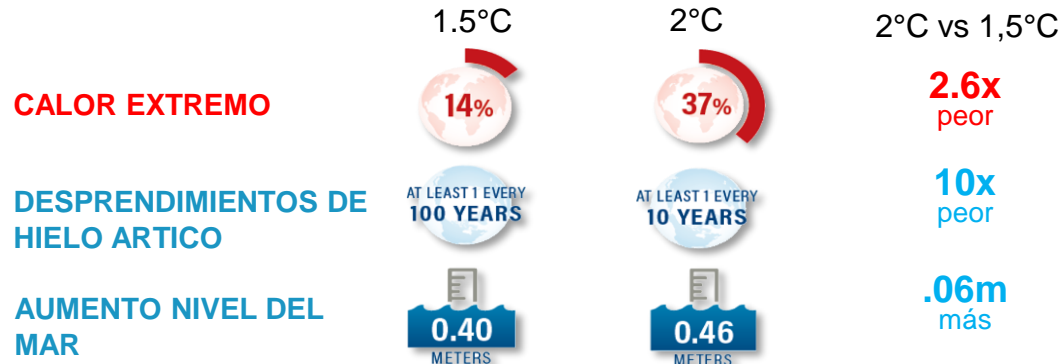 1.5°C
2°C
2°C vs 1,5°C
CALOR EXTREMO
14%
37%
2.6x
peor
DESPRENDIMIENTOS DE
HIELO ARTICO
AT LEAST 1 EVERY
100 YEARS
AT LEAST 1 EVERY
10 YEARS
10x
peor
AUMENTO NIVEL DEL
MAR
0.40
METERS
0.46
METERS
.06m
más